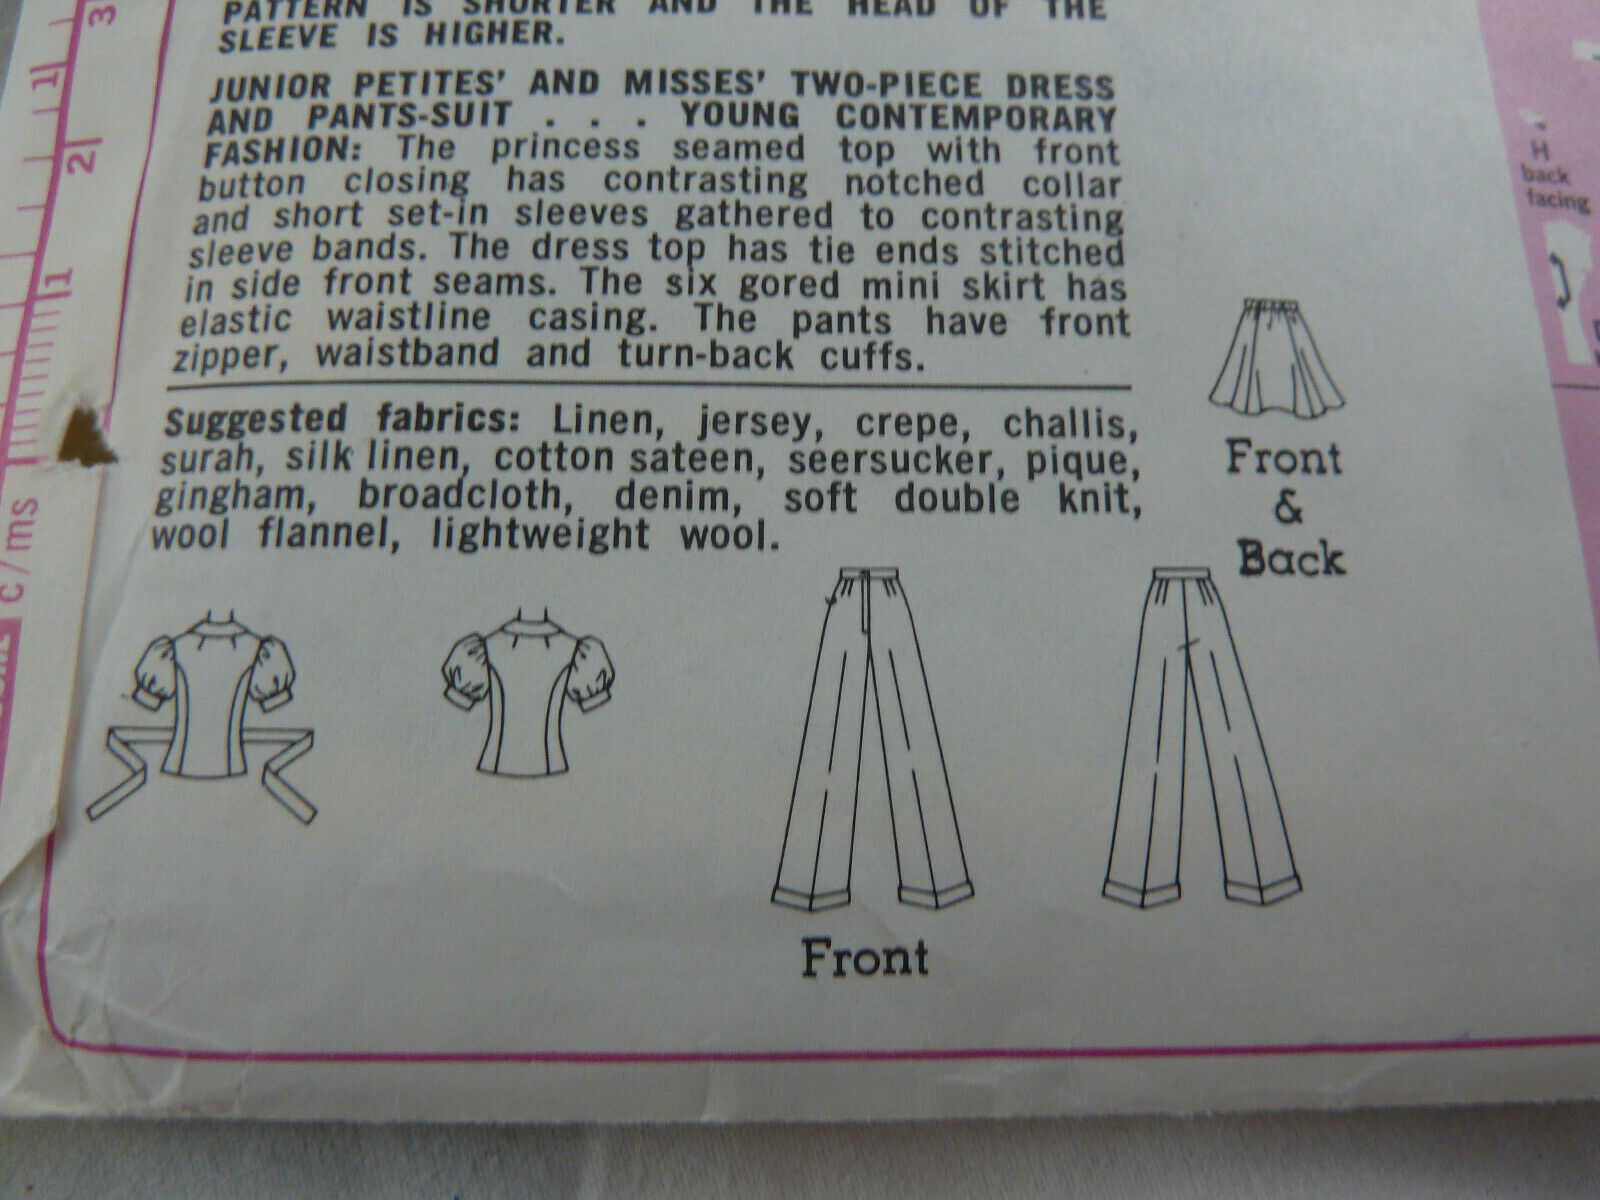 PATTERN IS SHORTER AND THE HEAD OF THE
SLEEVE IS HIGHER.
JUNIOR PETITES' AND MISSES' TWO-PIECE DRESS
AND PANTS-SUIT . . . YOUNG CONTEMPORARY
FASHION: The princess seamed top with front
button closing has contrasting notched collar
and short set-in sleeves gathered to contrasting
sleeve bands. The dress top has tie ends stitched
in side front seams. The six gored mini skirt has
elastic waistline casing. The pants have front
zipper, waistband and turn-back cuffs.
Suggested fabrics: Linen, jersey, crepe, challis,
surah, silk linen, cotton sateen, seersucker, pique,
gingham, broadcloth, denim, soft double knit,
wool flannel, lightweight wool.
Front
&
Back
Front
H
back
facing
3
1
2
1
c/ms